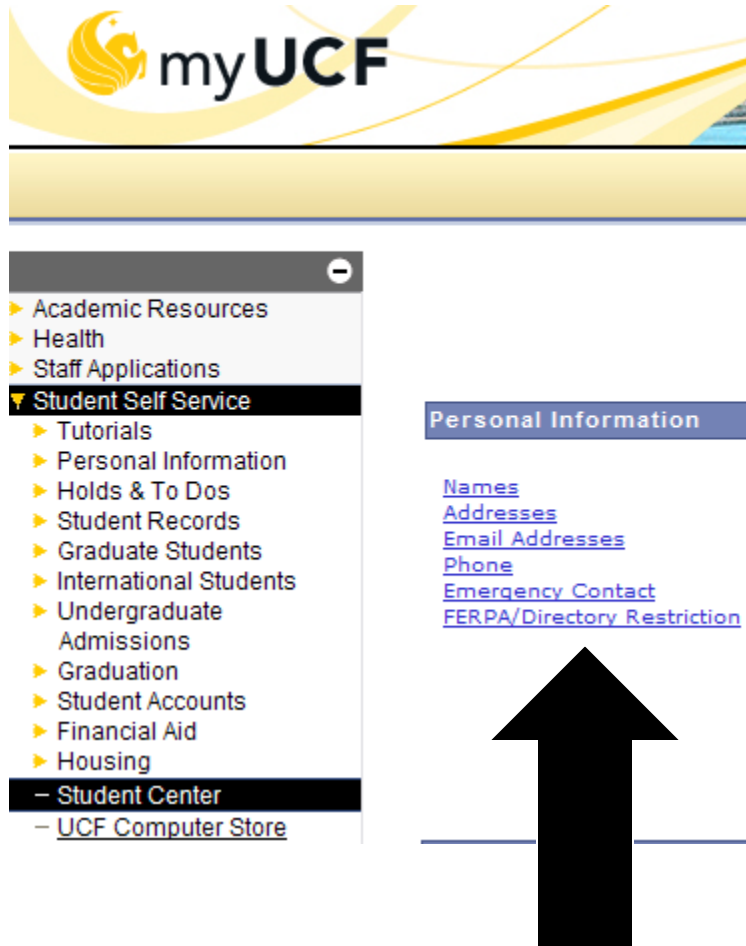 myUCF
Academic Resources
Health
Staff Applications
Student Self Service
Tutorials
Personal Information
Holds & To Dos
Student Records
Graduate Students
International Students
Undergraduate
Admissions
Graduation
Student Accounts
Financial Aid
Housing
– Student Center
– UCF Computer Store
Personal Information
Names
Addresses
Email Addresses
Phone
Emergency Contact
FERPA/Directory Restriction